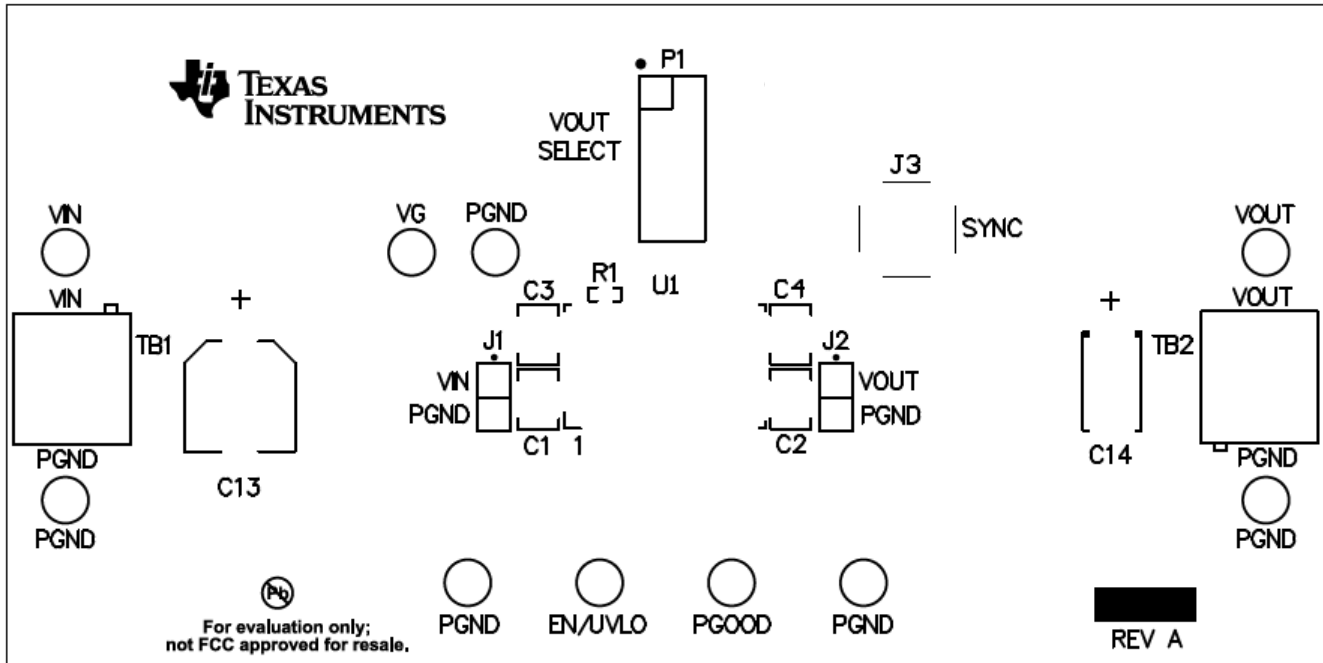 P1
TEXAS
INSTRUMENTS
VOUT
SELECT
J3
SYNC
VIN
VG
PGND
VOUT
VIN
R1
U1
C3
C4
VOUT
TB1
J1
J2
TB2
VIN
VOUT
PGND
PGND
C1
1
C2
C14
PGND
PGND
C13
PGND
PGND
Pb
For evaluation only;
not FCC approved for resale.
PGND
EN/UVLO
PGOOD
PGND
REV A
+
+